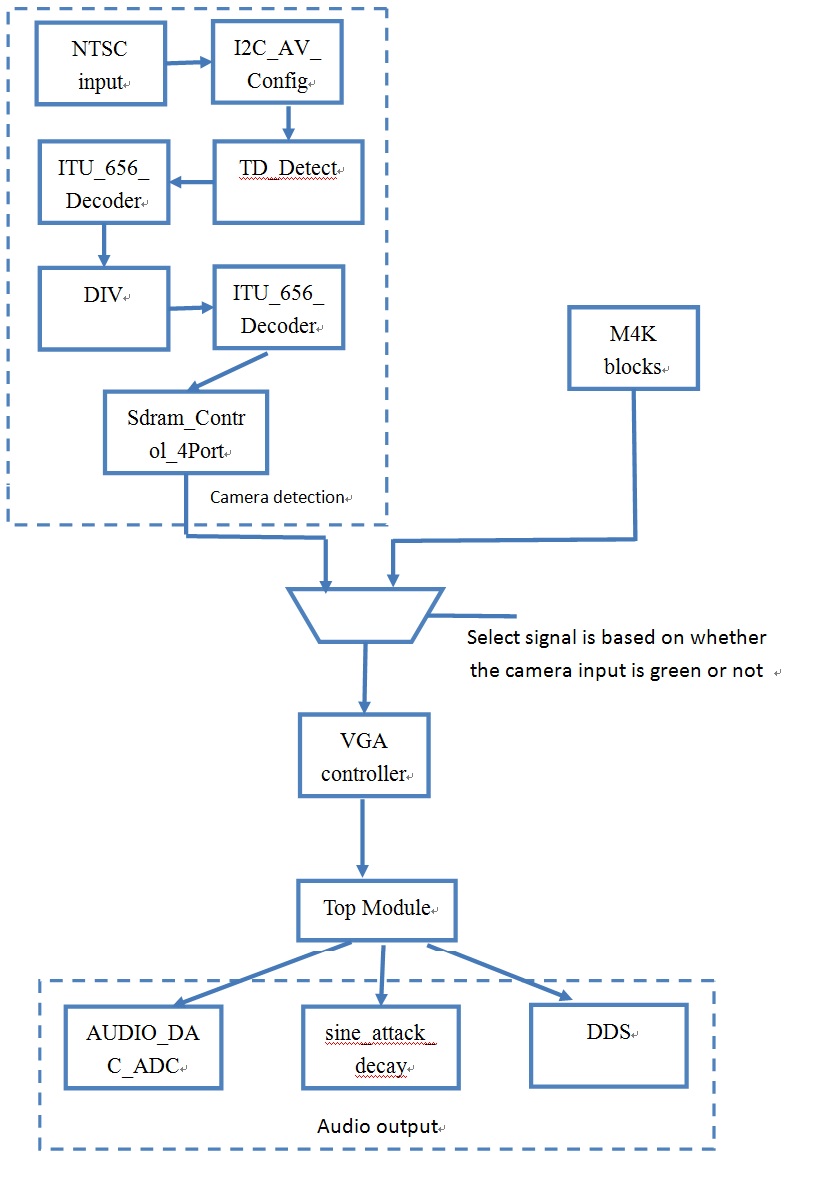 NTSC
input
I2C_AV_
Config
ITU_656_
Decoder
TD_Detect
DIV
ITU_656_
Decoder
M4K
blocks
Sdram_Contr
ol_4Port
Camera detection
Select signal is based on whether
the camera input is green or not
VGA
controller
Top Module
AUDIO_DA
C_ADC
sine_attack_
decay
DDS
Audio output